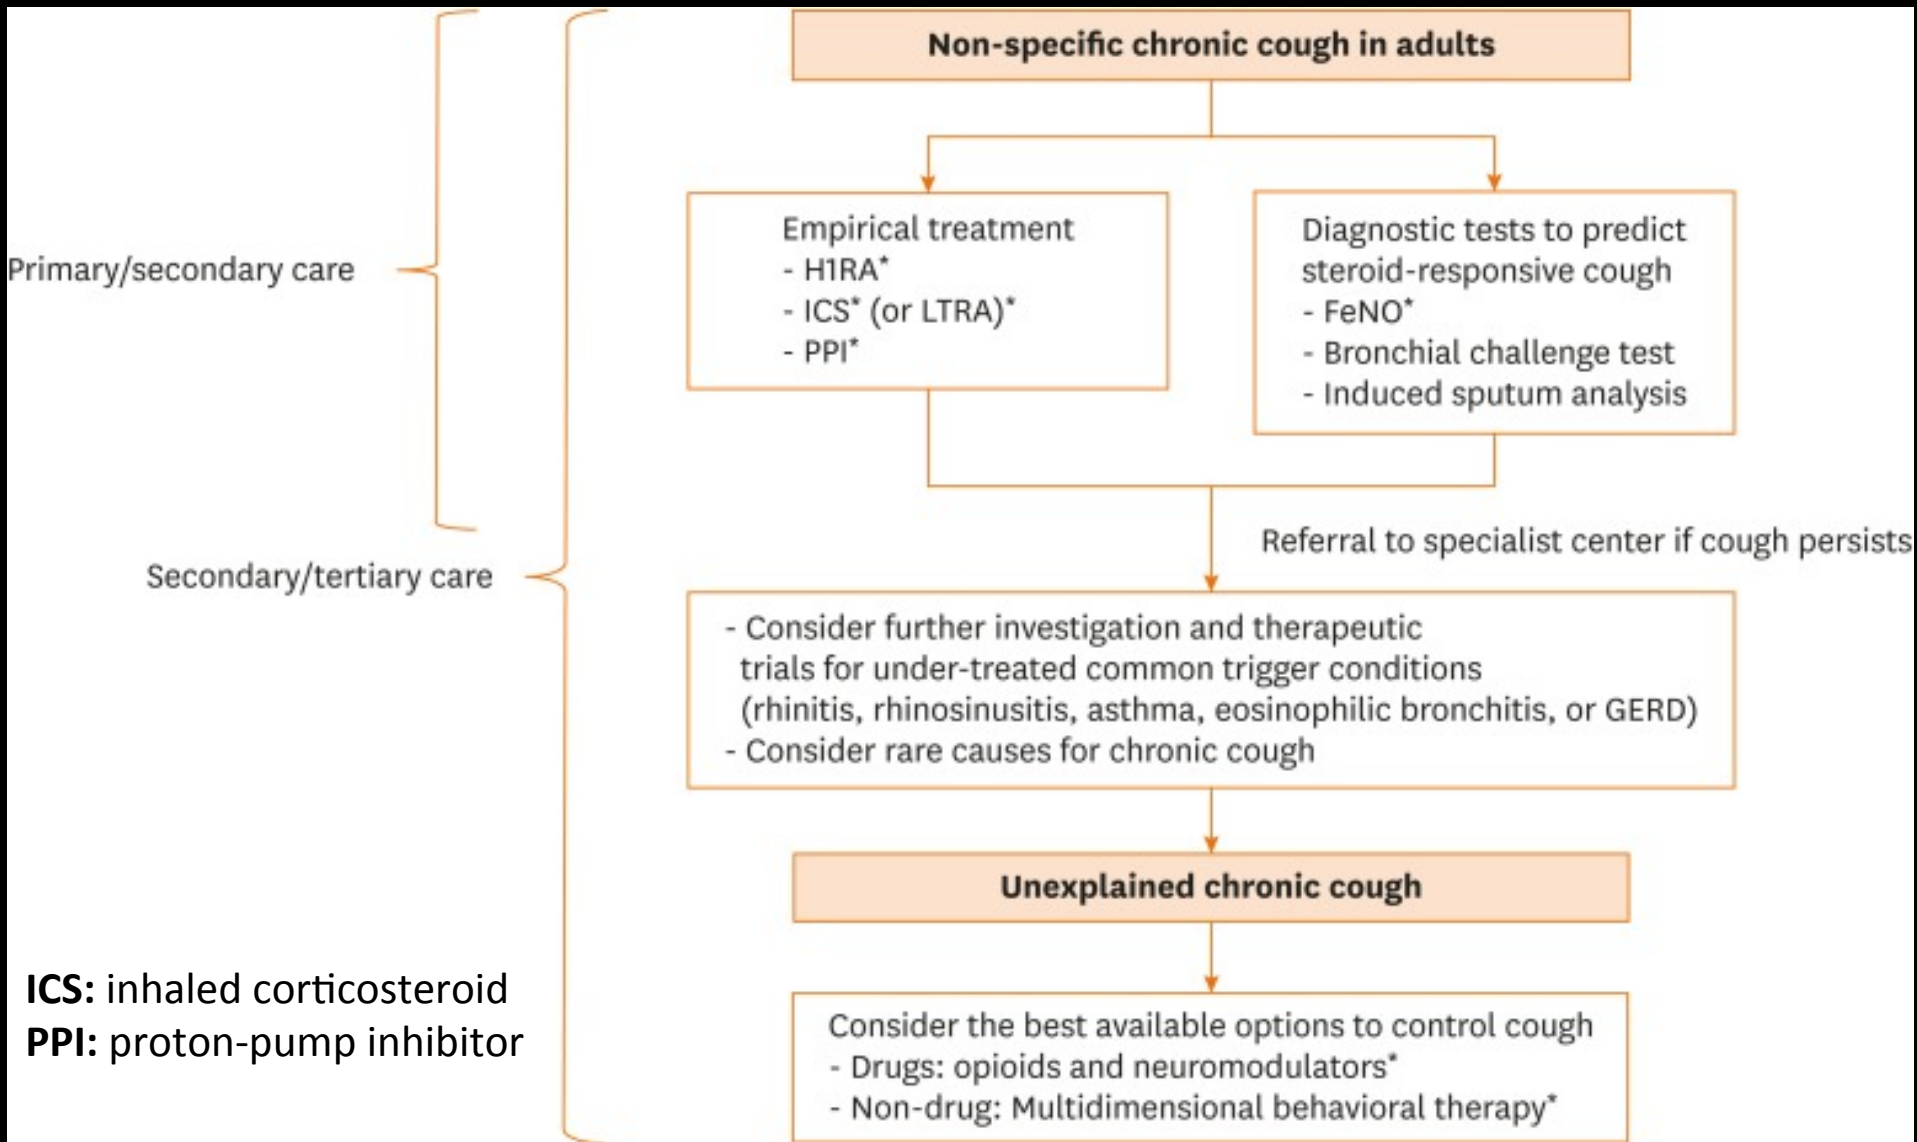 Non-specific chronic cough in adults
Primary/secondary care
Empirical treatment
- H1RA*
- ICS* (or LTRA)*
- PPI*
Diagnostic tests to predict
steroid-responsive cough
- FeNO*
- Bronchial challenge test
- Induced sputum analysis
Referral to specialist center if cough persists
Secondary/tertiary care
- Consider further investigation and therapeutic
trials for under-treated common trigger conditions
(rhinitis, rhinosinusitis, asthma, eosinophilic bronchitis, or GERD)
- Consider rare causes for chronic cough
Unexplained chronic cough
Consider the best available options to control cough
- Drugs: opioids and neuromodulators*
- Non-drug: Multidimensional behavioral therapy*
ICS: inhaled corticosteroid
PPI: proton-pump inhibitor